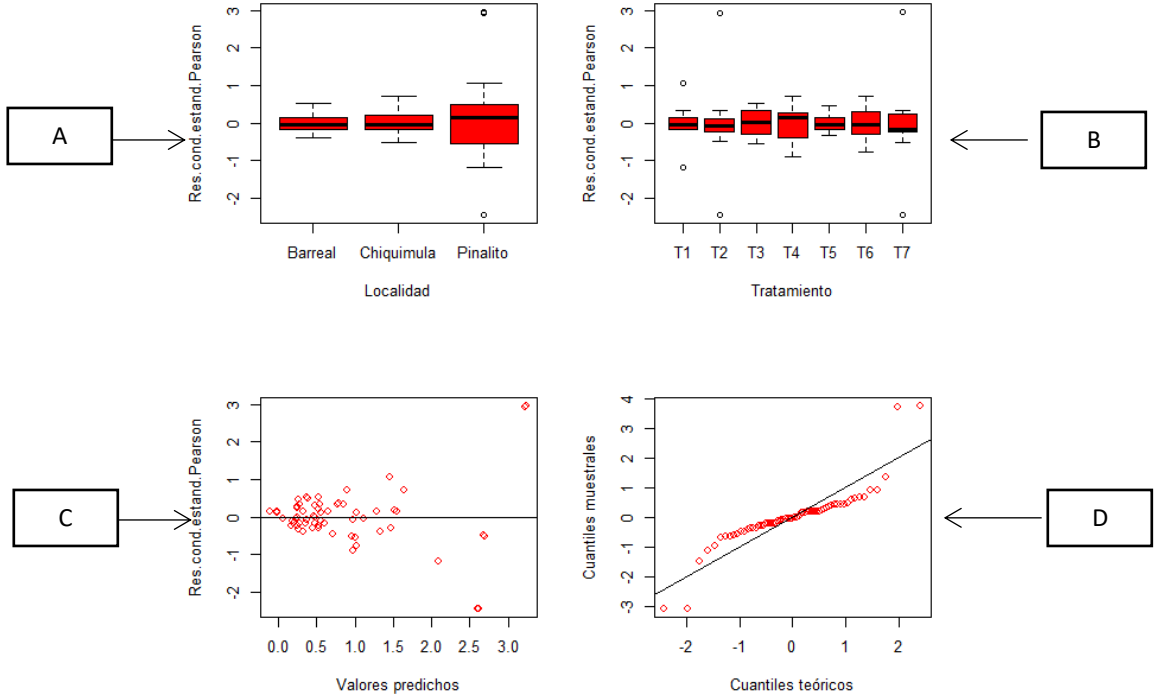 A
Res.cond.estand.Pearson
3
2
1
0
-1
-2
Barreal Chiquimula Pinalito
Localidad
Res.cond.estand.Pearson
3
2
1
0
-1
-2
T1 T2 T3 T4 T5 T6 T7
Tratamiento
B
C
Res.cond.estand.Pearson
3
2
1
0
-1
-2
0.0 0.5 1.0 1.5 2.0 2.5 3.0
Valores predichos
Cuantiles muestrales
4
3
2
1
0
-1
-2
-3
-2 -1 0 1 2
Cuantiles teóricos
D